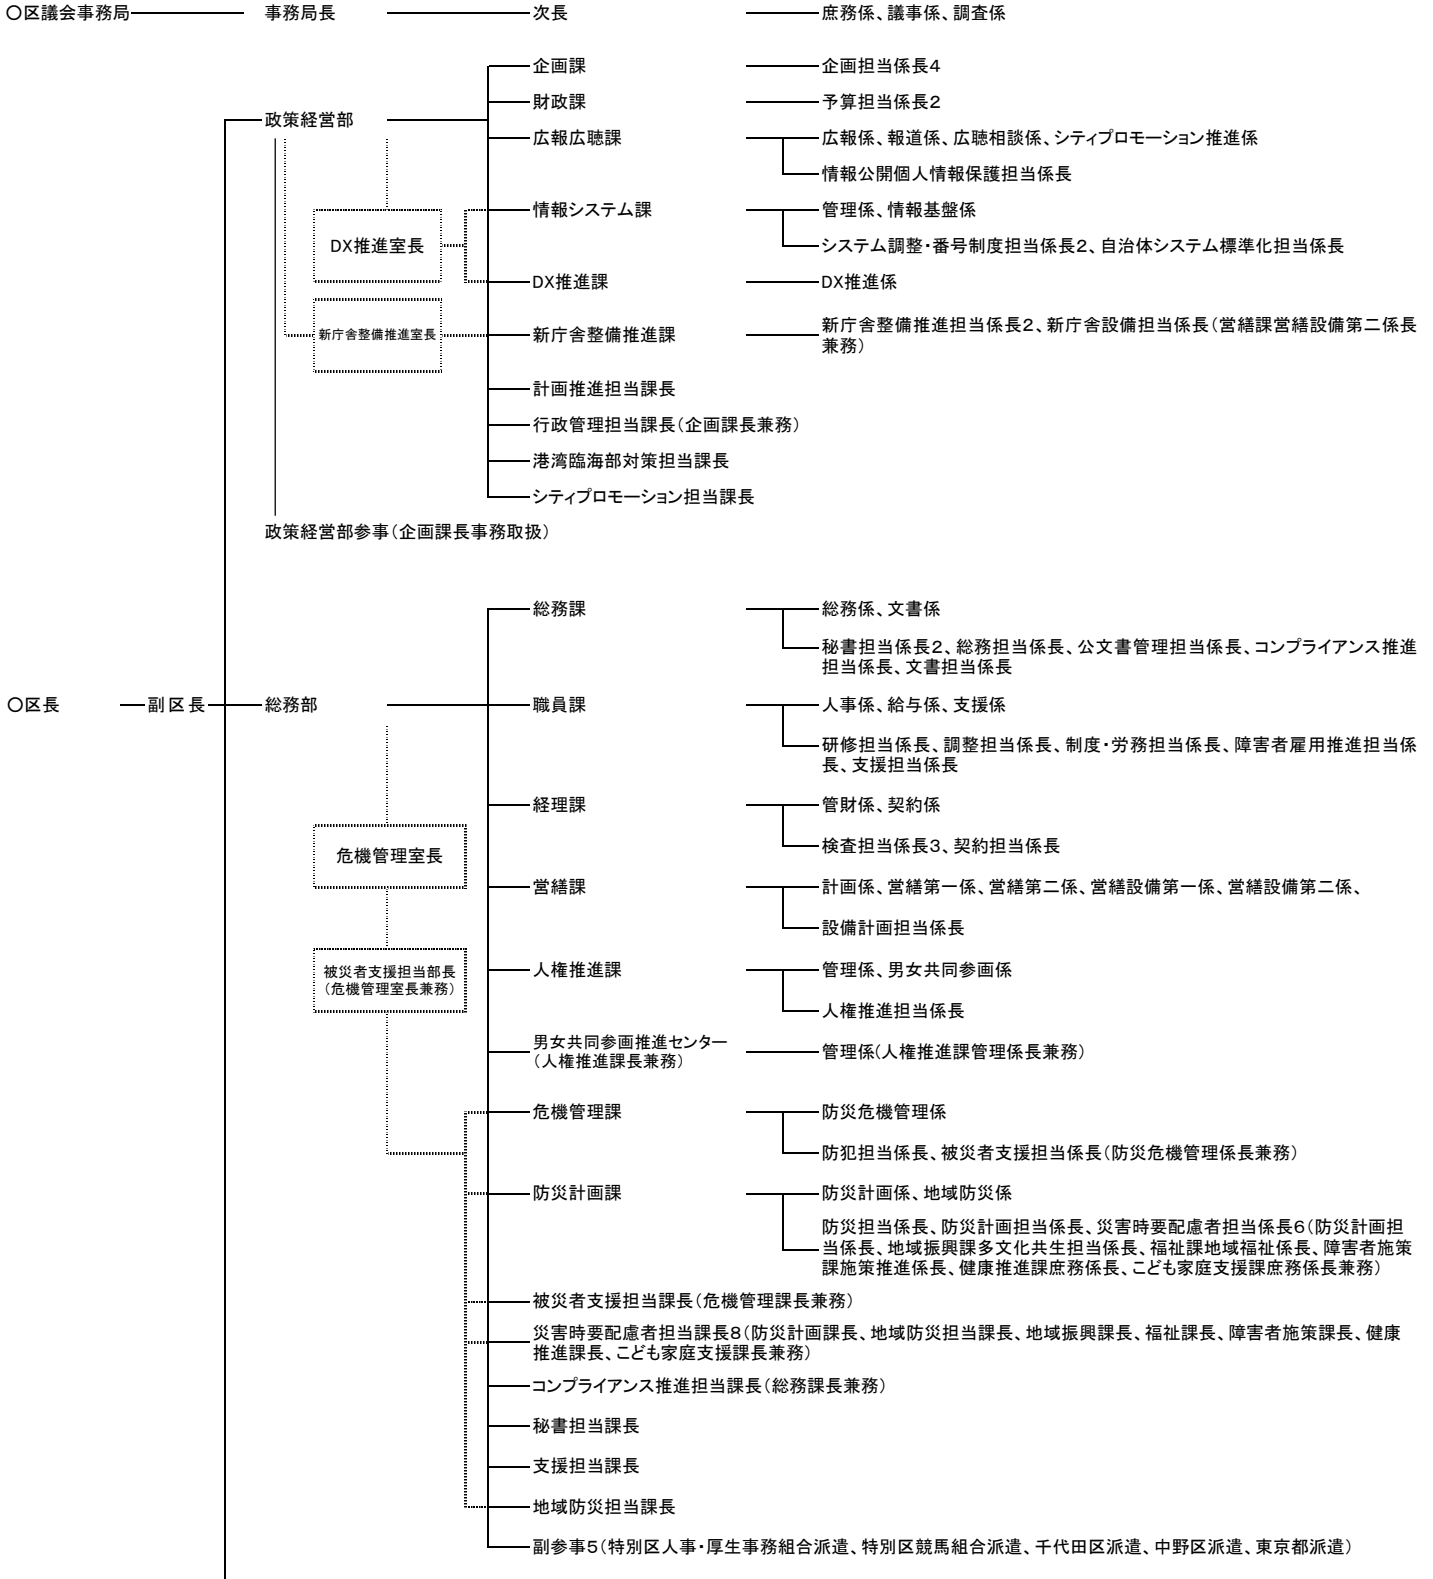 〇区議会事務局 事務局長 次長 庶務係、議事係、調査係
企画課 企画担当係長4
財政課 予算担当係長2
政策経営部
広報広聴課 広報係、報道係、広聴相談係、シティプロモーション推進係
情報公開個人情報保護担当係長
情報システム課 管理係、情報基盤係
DX推進室長 システム調整・番号制度担当係長2、自治体システム標準化担当係長
DX推進課 DX推進係
新庁舎整備推進室長 新庁舎整備推進課 新庁舎整備推進担当係長2、新庁舎設備担当係長(営繕課営繕設備第二係長
兼務)
計画推進担当課長
行政管理担当課長(企画課長兼務)
港湾臨海部対策担当課長
シティプロモーション担当課長
政策経営部参事(企画課長事務取扱)
総務課 総務係、文書係
秘書担当係長2、総務担当係長、公文書管理担当係長、コンプライアンス推進
担当係長、文書担当係長
〇区長 副区長 総務部 職員課 人事係、給与係、支援係
研修担当係長、調整担当係長、制度・労務担当係長、障害者雇用推進担当係
長、支援担当係長
経理課 管財係、契約係
検査担当係長3、契約担当係長
危機管理室長
営繕課 計画係、営繕第一係、営繕第二係、営繕設備第一係、営繕設備第二係、
設備計画担当係長
被災者支援担当部長
(危機管理室長兼務)
人権推進課 管理係、男女共同参画係
人権推進担当係長
男女共同参画推進センター
(人権推進課長兼務) 管理係(人権推進課管理係長兼務)
危機管理課 防災危機管理係
防犯担当係長、被災者支援担当係長(防災危機管理係長兼務)
防災計画課 防災計画係、地域防災係
防災担当係長、防災計画担当係長、災害時要配慮者担当係長6(防災計画担
当係長、地域振興課多文化共生担当係長、福祉課地域福祉係長、障害者施策
課施策推進係長、健康推進課庶務係長、こども家庭支援課庶務係長兼務)
被災者支援担当課長(危機管理課長兼務)
災害時要配慮者担当課長8(防災計画課長、地域防災担当課長、地域振興課長、福祉課長、障害者施策課長、健康
推進課長、こども家庭支援課長兼務)
コンプライアンス推進担当課長(総務課長兼務)
秘書担当課長
支援担当課長
地域防災担当課長
副参事5(特別区人事・厚生事務組合派遣、特別区競馬組合派遣、千代田区派遣、中野区派遣、東京都派遣)